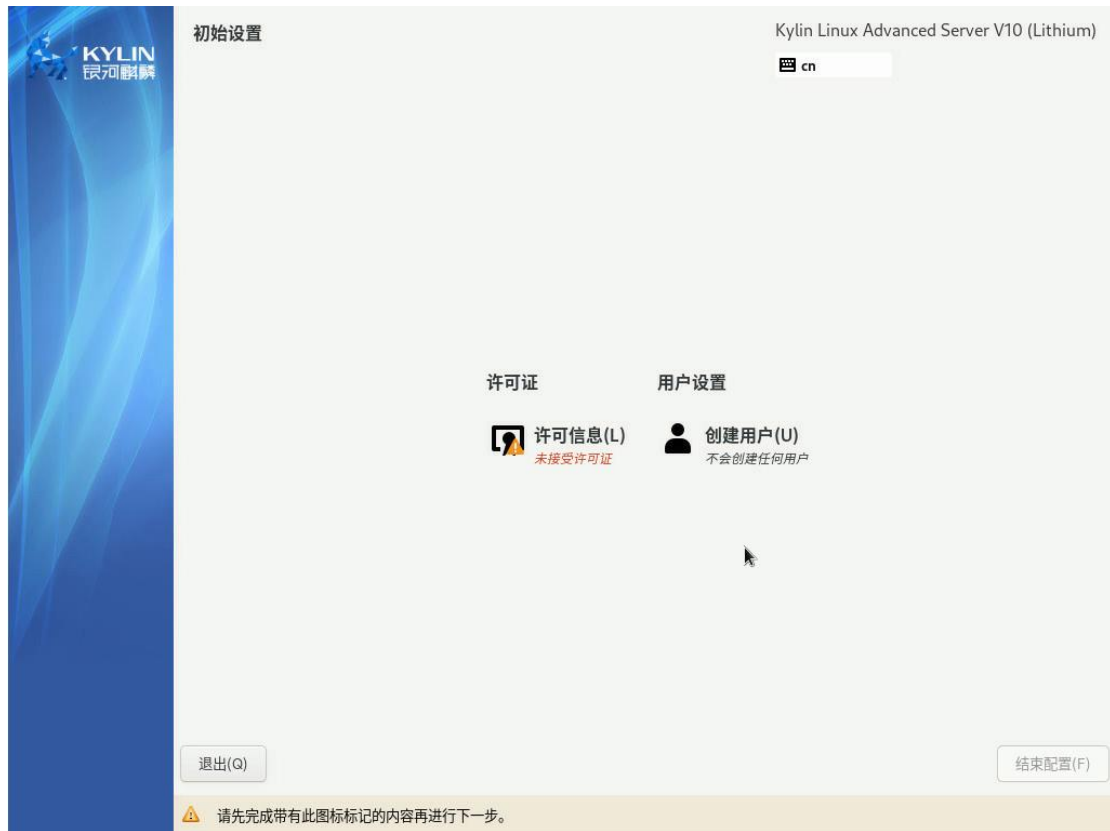 KYLIN
银河麒麟
初始设置
Kylin Linux Advanced Server V10 (Lithium)
cn
许可证
用户设置
许可信息(L)
未接受许可证
创建用户(U)
不会创建任何用户
退出(Q)
结束配置(F)
请先完成带有此图标标记的内容再进行下一步。